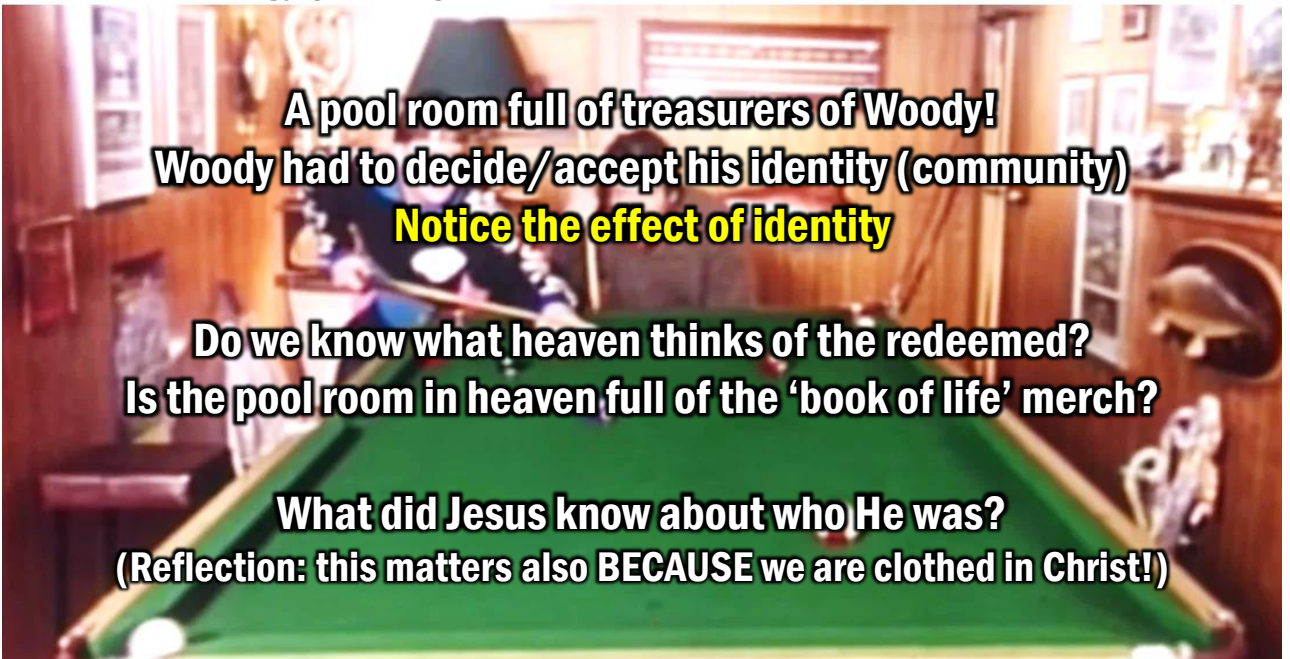 A pool room full of treasurers of Woody!
Woody had to decide/accept his identity (community)
Notice the effect of identity
Do we know what heaven thinks of the redeemed?
Is the pool room in heaven full of the ‘book of life’ merch?
What did Jesus know about who He was?
(Reflection: this matters also BECAUSE we are clothed in Christ!)